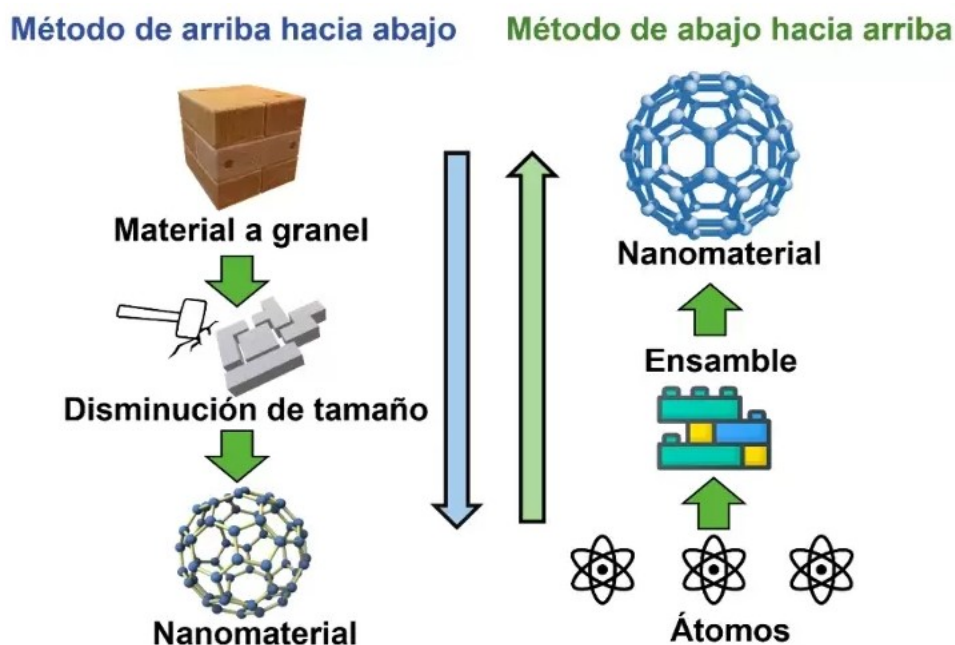 Método de arriba hacia abajo
Material a granel
Disminución de tamaño
Nanomaterial
Método de abajo hacia arriba
Nanomaterial
Ensamble
Átomos